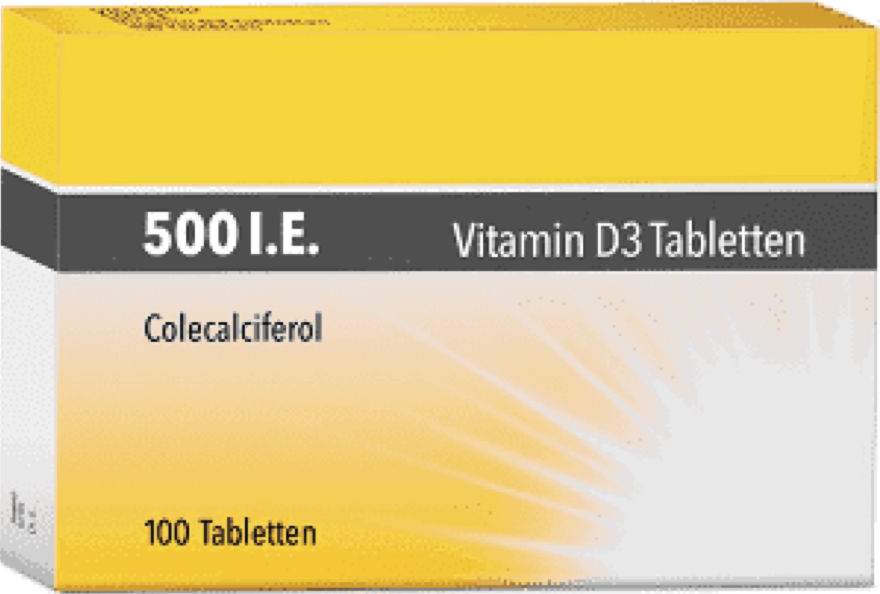 500 I.E.
Vitamin D3 Tabletten
Colecalciferol
100 Tabletten